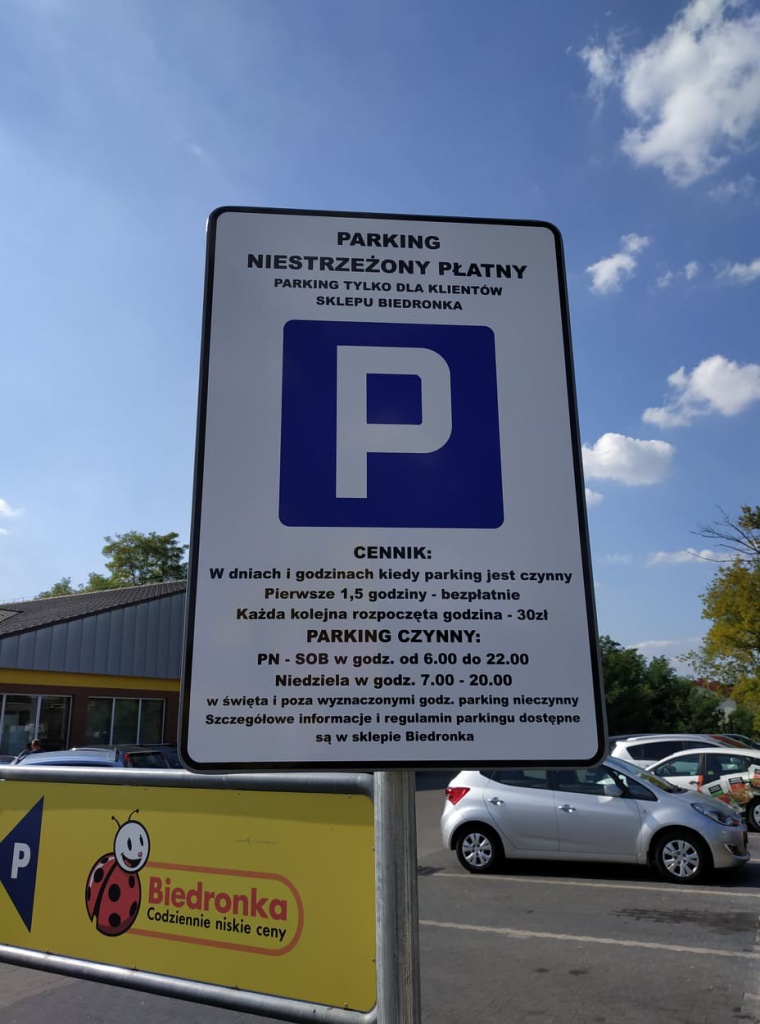 PARKING
NIESTRZEŻONY PŁATNY
PARKING TYLKO DLA KLIENTÓW
SKLEPU BIEDRONKA
P
CENNIK:
W dniach i godzinach kiedy parking jest czynny
Pierwsze 1,5 godziny - bezpłatnie
Każda kolejna rozpoczęta godzina - 30zł
PARKING CZYNNY:
PN - SOB w godz. od 6.00 do 22.00
Niedziela w godz. 7.00 - 20.00
w święta i poza wyznaczonymi godz. parking nieczynny
Szczegółowe informacje i regulamin parkingu dostępne
są w sklepie Biedronka
P
Biedronka
Codziennie niskie ceny